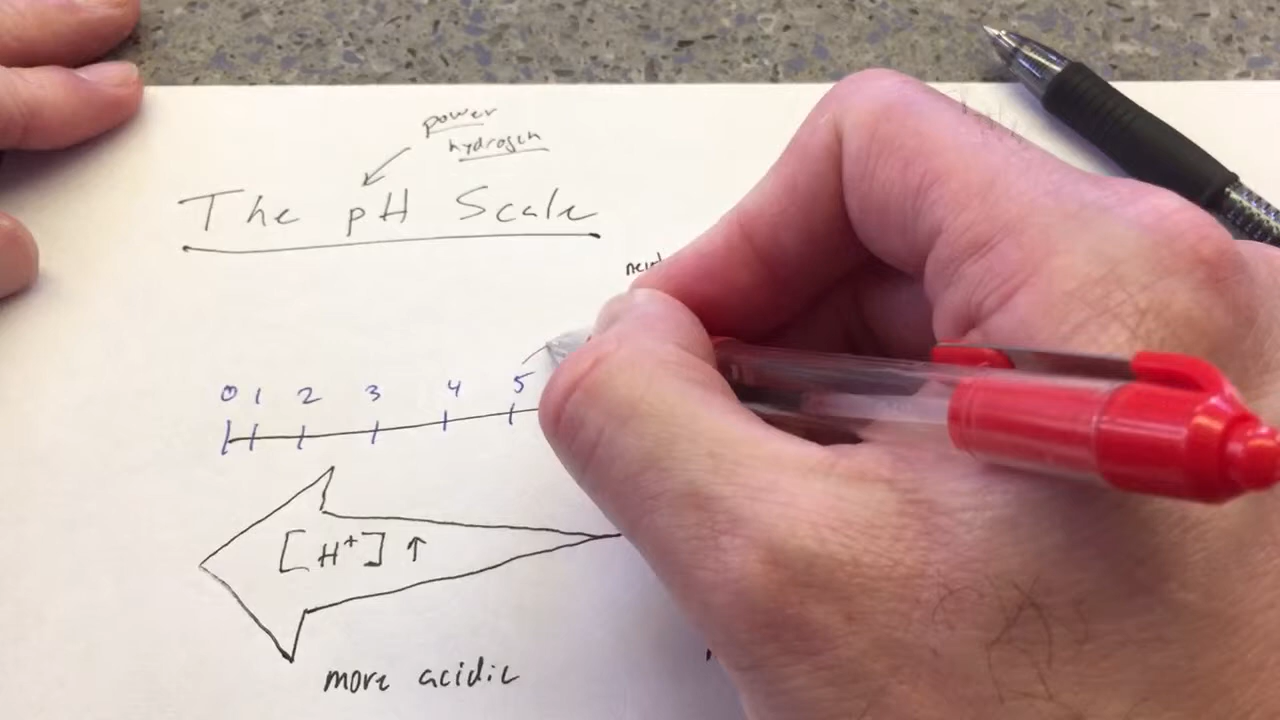 power
hydrogen
The pH Scale
0 1 2 3 4 5
[H⁺] ↑
more acidic